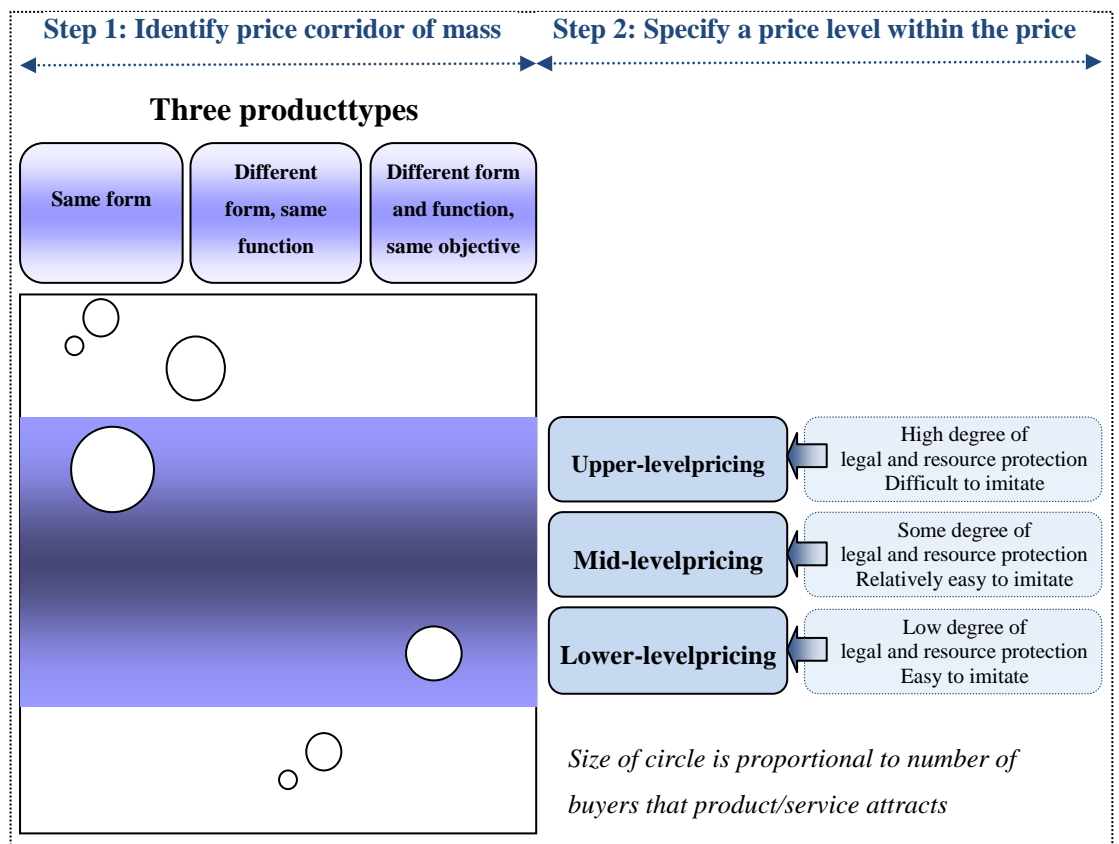 Step 1: Identify price corridor of mass
Step 2: Specify a price level within the price
Three producttypes
Same form
Different
form, same
function
Different form
and function,
same objective
Upper-levelpricing
High degree of
legal and resource protection
Difficult to imitate
Mid-levelpricing
Some degree of
legal and resource protection
Relatively easy to imitate
Lower-levelpricing
Low degree of
legal and resource protection
Easy to imitate
Size of circle is proportional to number of
buyers that product/service attracts